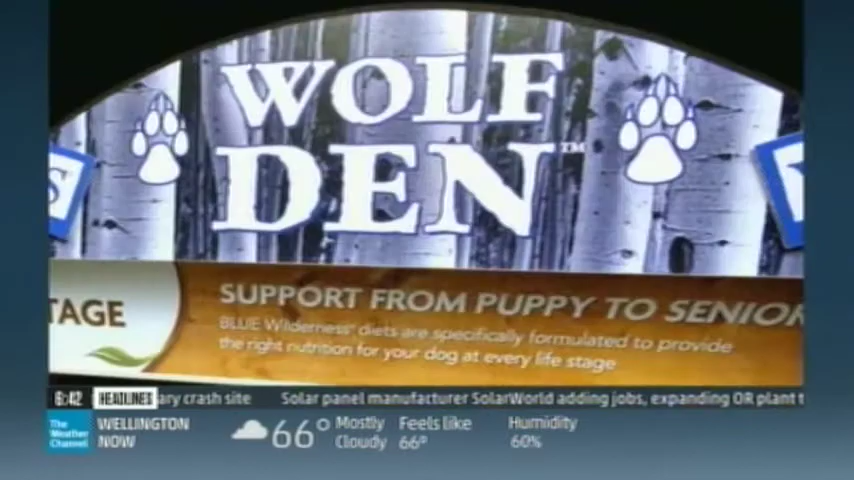 WOLF
DEN™
S
TAGE
SUPPORT FROM PUPPY TO SENIOR
BLUE Wilderness® diets are specifically formulated to provide
the right nutrition for your dog at every life stage
6:42 HEADLINES ary crash site Solar panel manufacturer SolarWorld adding jobs, expanding OR plant t
The Weather Channel
WELLINGTON
NOW
66° Mostly Cloudy
Feels like 66°
Humidity 60%